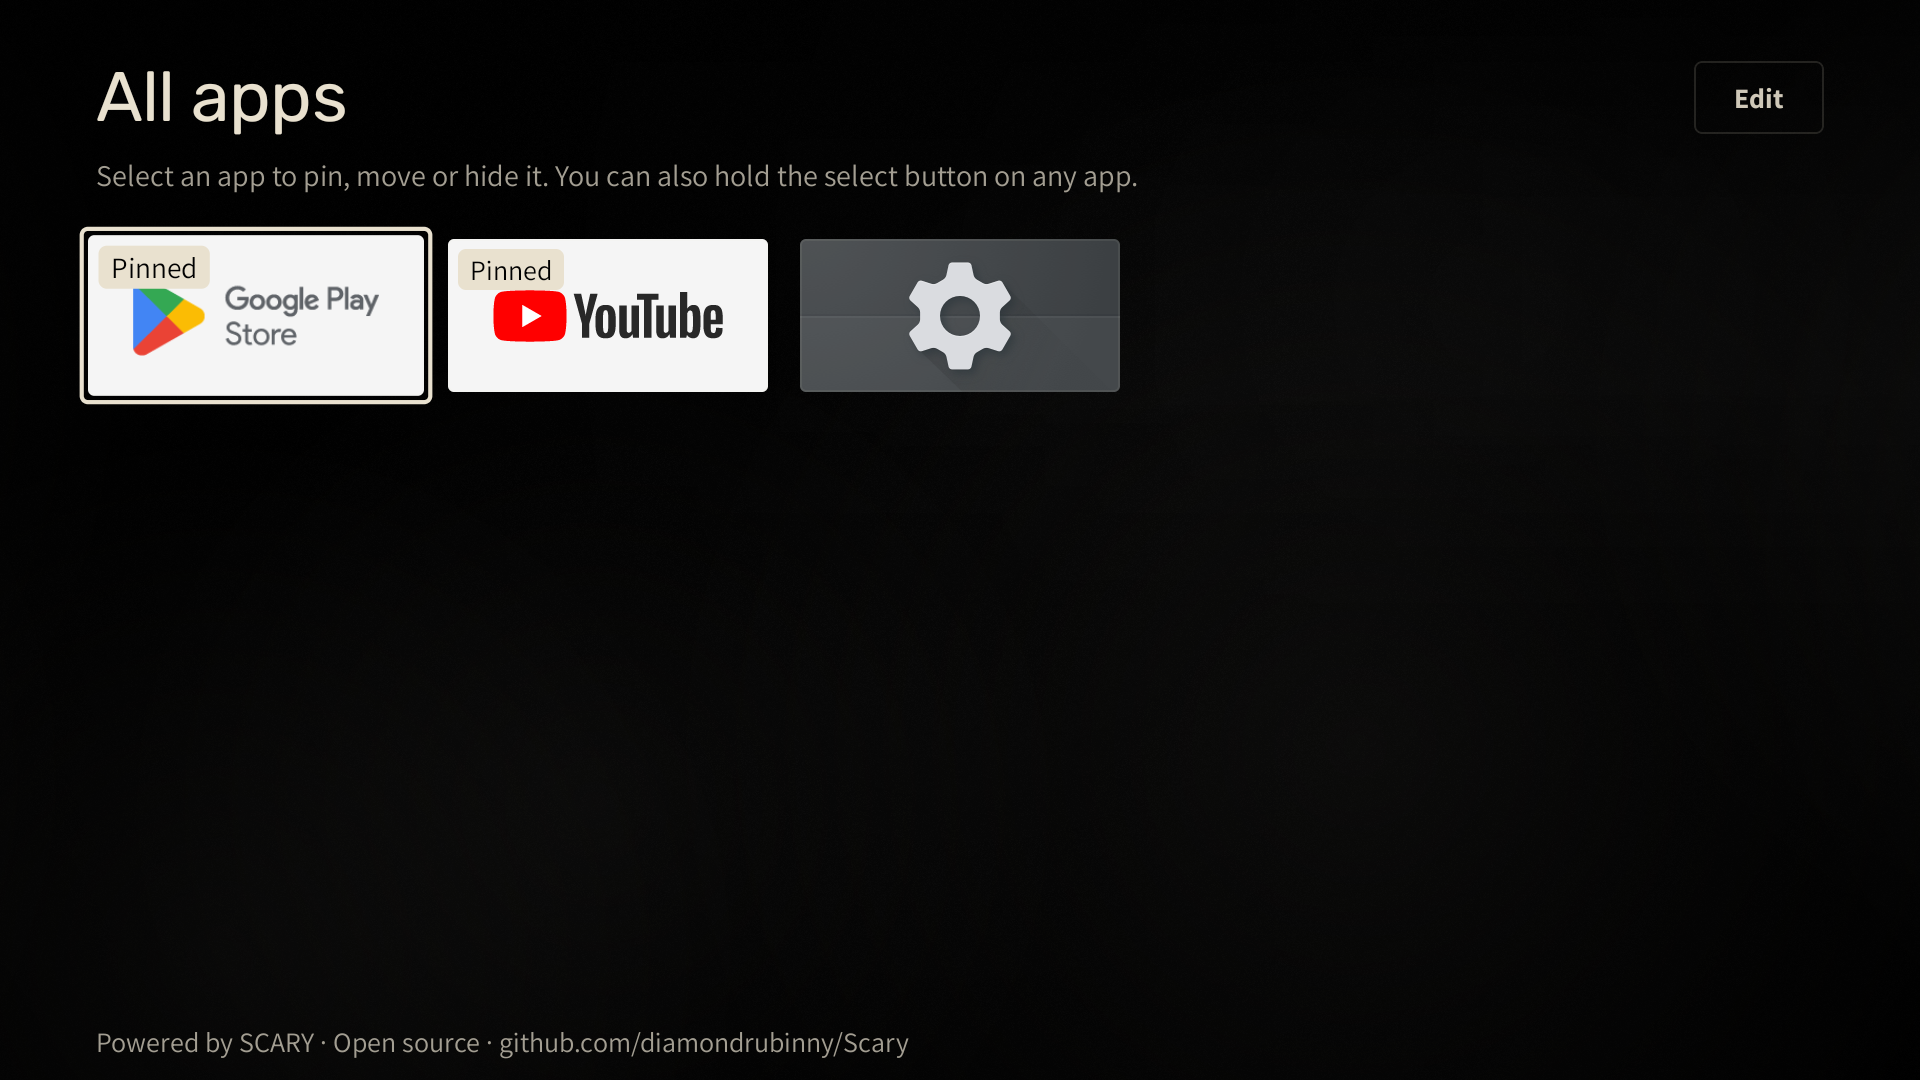 All apps
Edit
Select an app to pin, move or hide it. You can also hold the select button on any app.
Pinned
Google Play
Store
Pinned
YouTube
Powered by SCARY · Open source · github.com/diamondrubinny/Scary